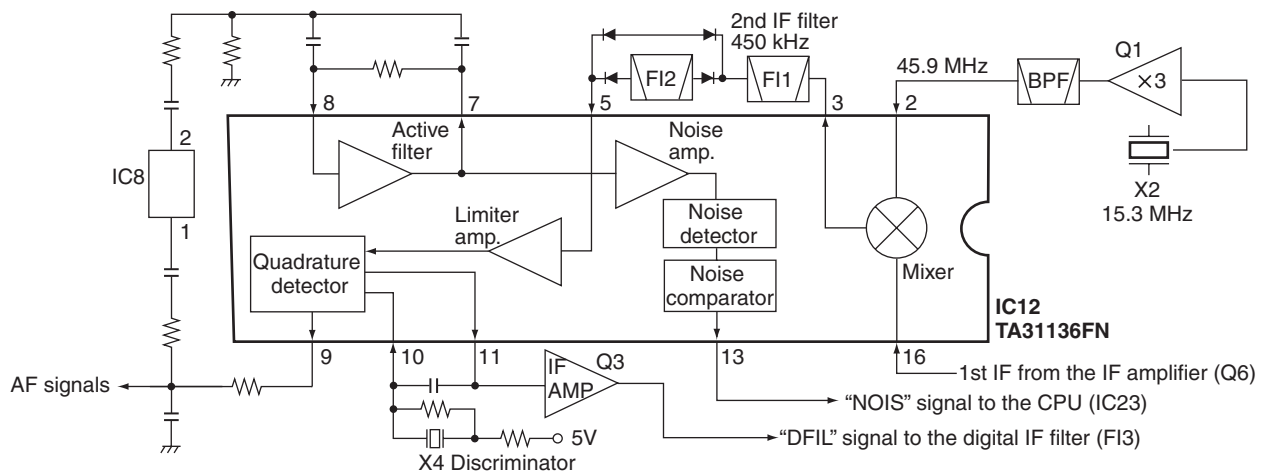 2nd IF filter
450 kHz
Q1
45.9 MHz
BPF
×3
FI2
FI1
8
7
5
3
2
X2
15.3 MHz
2
IC8
1
Active
filter
Noise
amp.
Limiter
amp.
Noise
detector
Quadrature
detector
Noise
comparator
Mixer
IC12
TA31136FN
9
10
11
13
16
AF signals
IF
AMP
Q3
1st IF from the IF amplifier (Q6)
“NOIS” signal to the CPU (IC23)
5V
“DFIL” signal to the digital IF filter (FI3)
X4 Discriminator